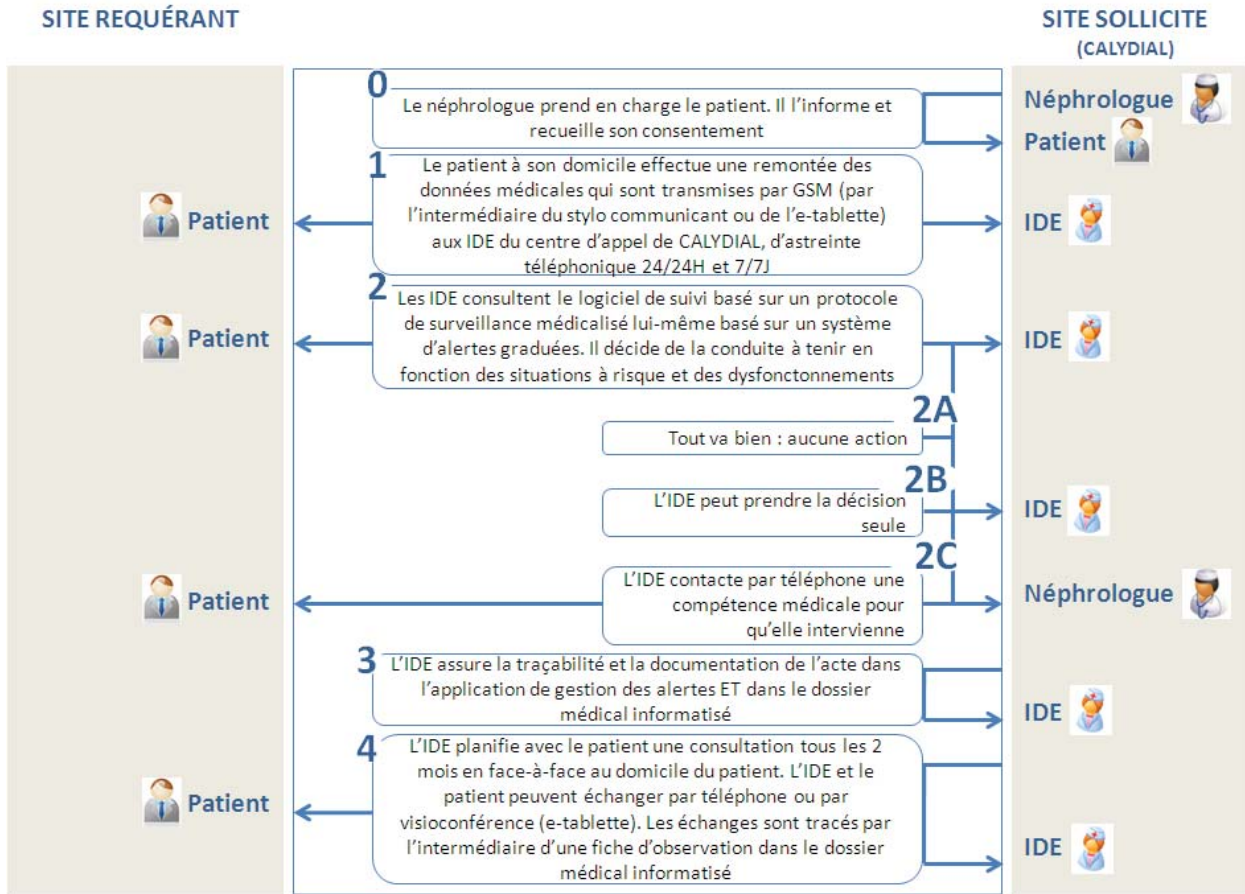 SITE REQUÉRANT
SITE SOLLICITE
(CALYDIAL)
0
Le néphrologue prend en charge le patient. Il l'informe et
recueille son consentement
Néphrologue
Patient
1
Le patient à son domicile effectue une remontée des
données médicales qui sont transmises par GSM (par
l'intermédiaire du stylo communicant ou de l'e-tablette)
aux IDE du centre d'appel de CALYDIAL, d'astreinte
téléphonique 24/24H et 7/7J
Patient
IDE
2
Les IDE consultent le logiciel de suivi basé sur un protocole
de surveillance médicalisé lui-même basé sur un système
d'alertes graduées. Il décide de la conduite à tenir en
fonction des situations à risque et des dysfonctonnements
Patient
IDE
2A
Tout va bien : aucune action
2B
L'IDE peut prendre la décision
seule
IDE
2C
L'IDE contacte par téléphone une
compétence médicale pour
qu'elle intervienne
Patient
Néphrologue
3
L'IDE assure la traçabilité et la documentation de l'acte dans
l'application de gestion des alertes ET dans le dossier
médical informatisé
IDE
4
L'IDE planifie avec le patient une consultation tous les 2
mois en face-à-face au domicile du patient. L'IDE et le
patient peuvent échanger par téléphone ou par
visioconférence (e-tablette). Les échanges sont tracés par
l'intermédiaire d'une fiche d'observation dans le dossier
médical informatisé
Patient
IDE